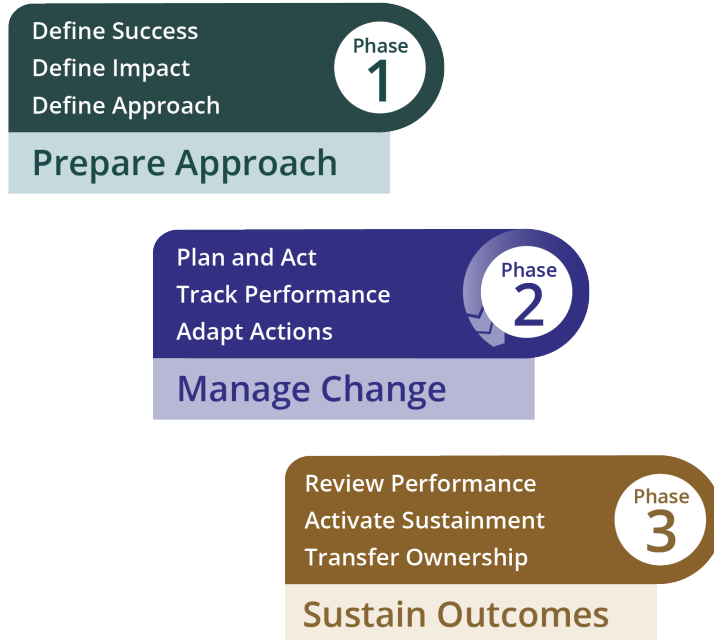 Define Success
Define Impact
Define Approach
Phase
1
Prepare Approach
Plan and Act
Track Performance
Adapt Actions
Phase
2
Manage Change
Review Performance
Activate Sustainment
Transfer Ownership
Phase
3
Sustain Outcomes